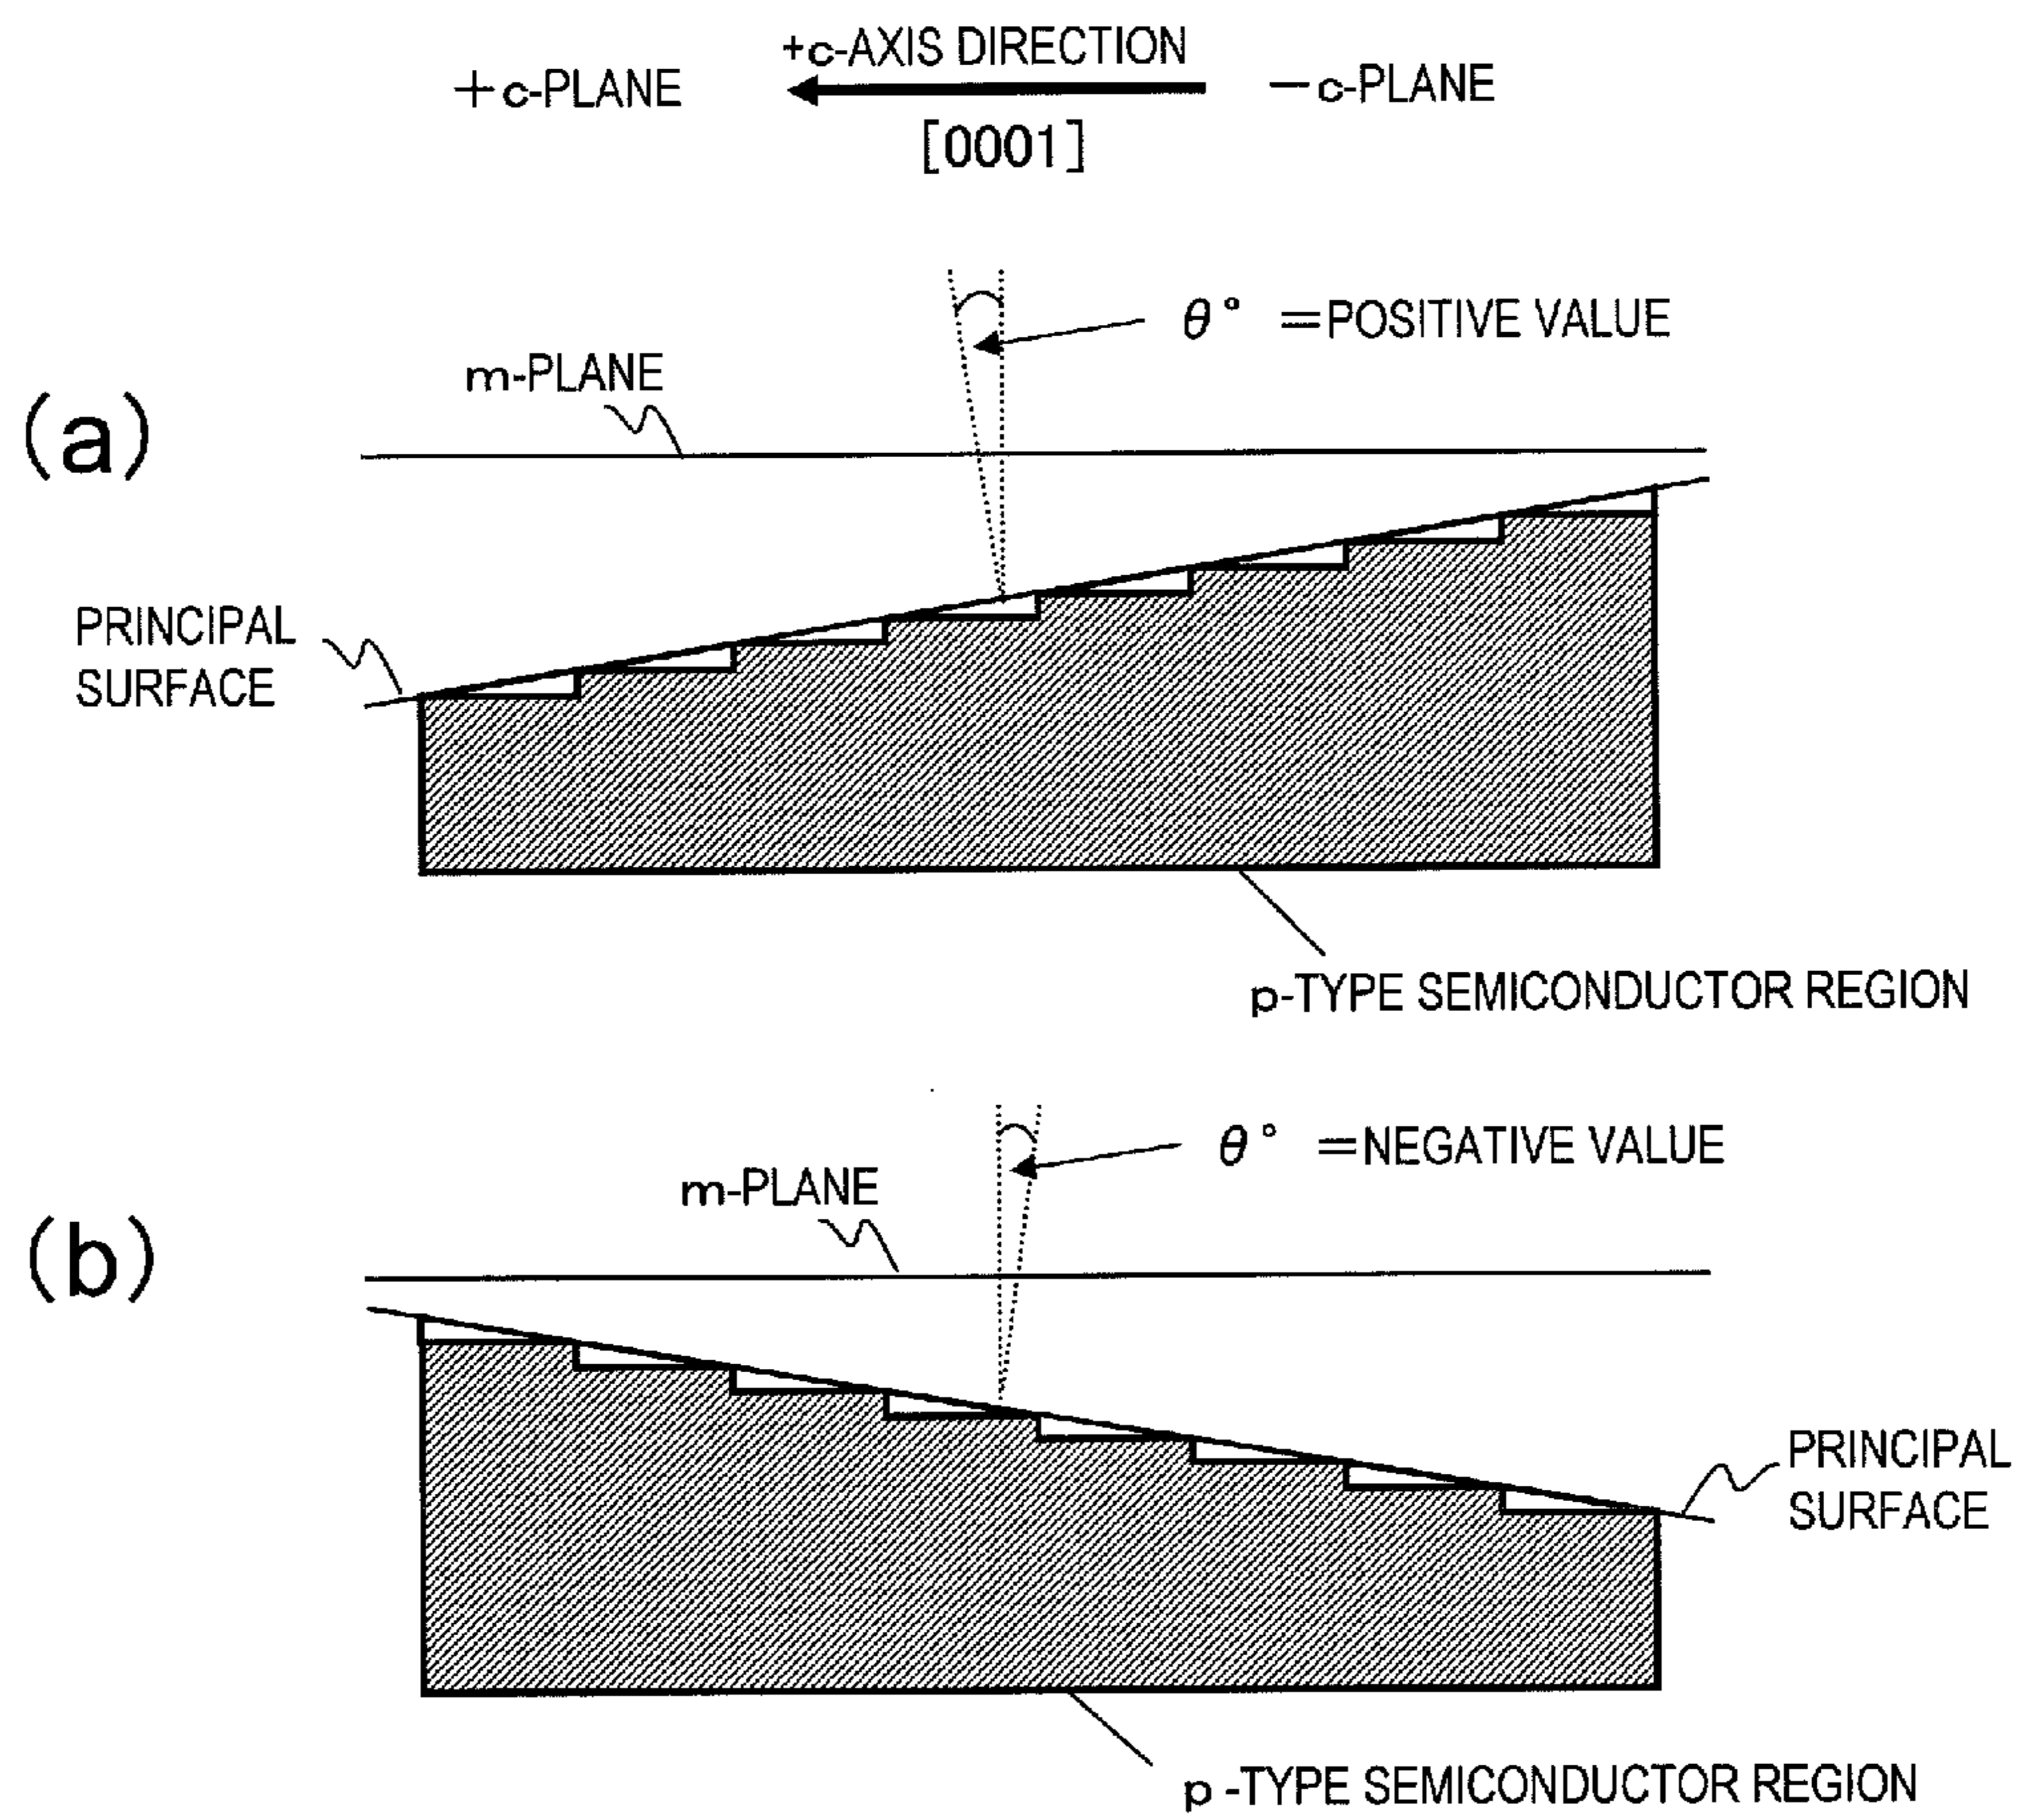 +c-AXIS DIRECTION
+c-PLANE
−c-PLANE
[0001]
θ° =POSITIVE VALUE
m-PLANE
(a)
PRINCIPAL
SURFACE
p-TYPE SEMICONDUCTOR REGION
θ° =NEGATIVE VALUE
m-PLANE
(b)
PRINCIPAL
SURFACE
p-TYPE SEMICONDUCTOR REGION